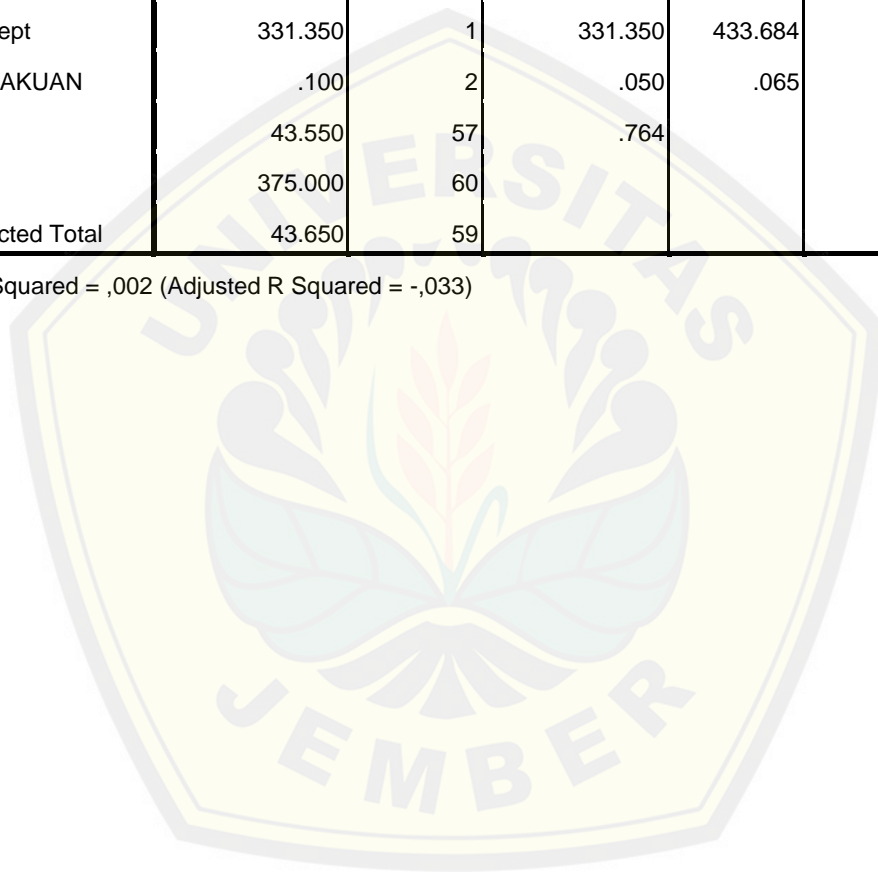 ept 331.350 1 331.350 433.684
AKUAN .100 2 .050 .065
43.550 57 .764
375.000 60
cted Total 43.650 59
Squared = ,002 (Adjusted R Squared = -,033)
UNIVERSITAS
JEMBER